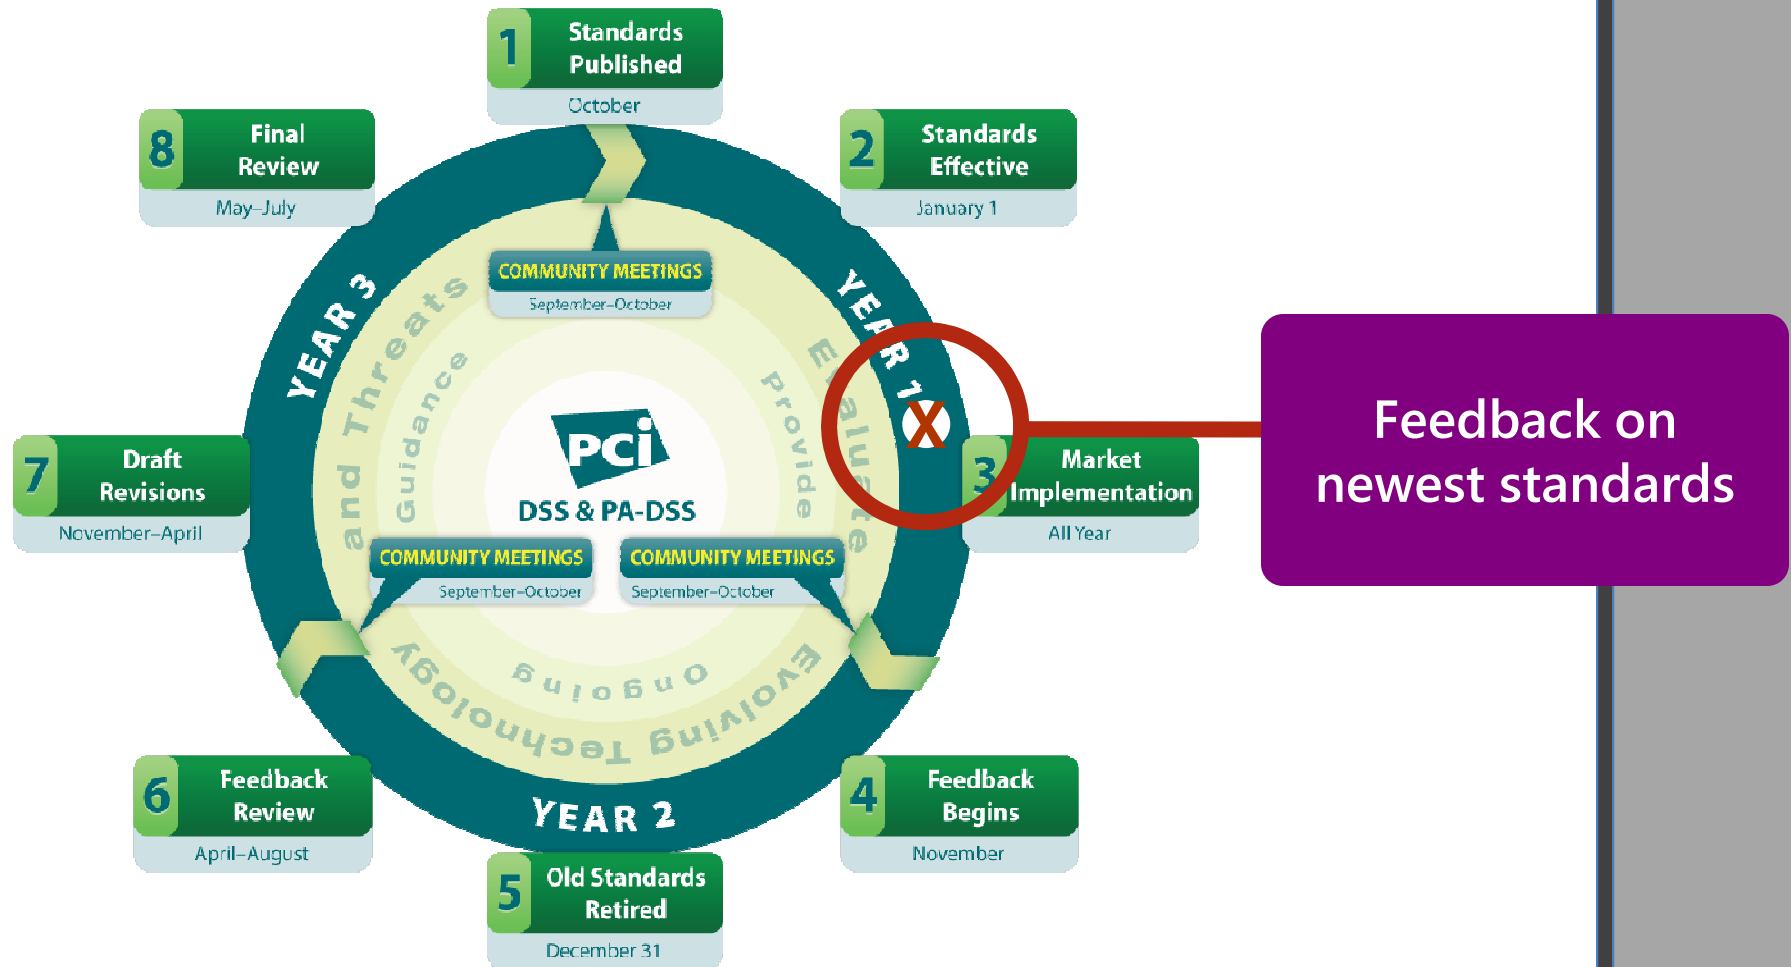 1
Standards
Published
October
2
Standards
Effective
January 1
3
Market
Implementation
All Year
4
Feedback
Begins
November
5
Old Standards
Retired
December 31
6
Feedback
Review
April–August
7
Draft
Revisions
November–April
8
Final
Review
May–July
YEAR 1
YEAR 2
YEAR 3
COMMUNITY MEETINGS
September–October
COMMUNITY MEETINGS
September–October
COMMUNITY MEETINGS
September–October
Evaluate
Evolving Technology
and Threats
Provide
Ongoing
Guidance
PCi
DSS & PA-DSS
X
Feedback on
newest standards